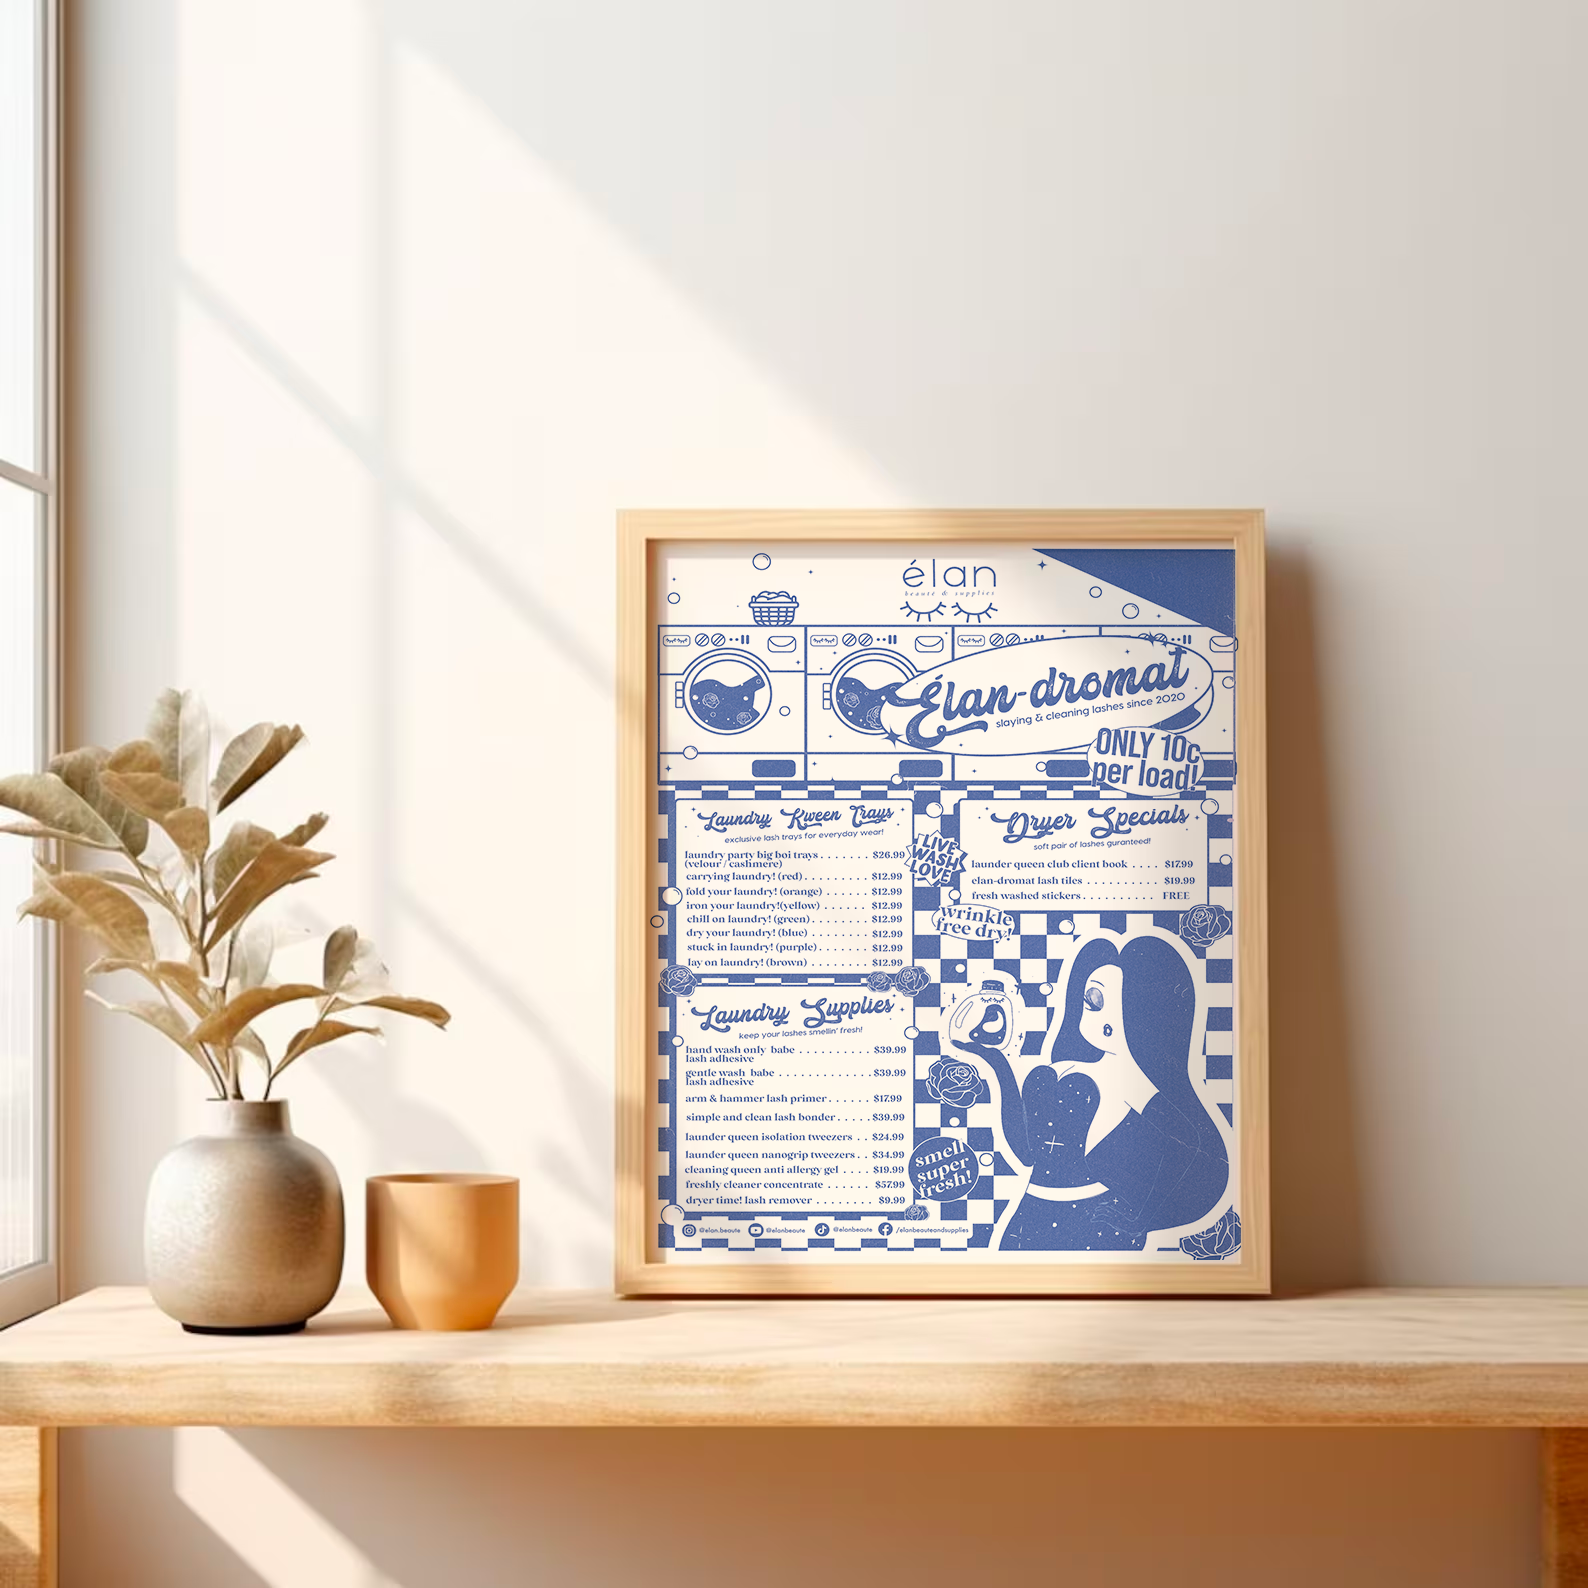 élan
beauté & supplies
Élan-dromat
slaying & cleaning lashes since 2020
ONLY 10c
per load!
Laundry Kween Trays
exclusive lash trays for everyday wear!
laundry party big boi trays . . . . . . . $26.99
(velour / cashmere)
carrying laundry! (red) . . . . . . . . . $12.99
fold your laundry! (orange) . . . . . . $12.99
iron your laundry!(yellow) . . . . . . $12.99
chill on laundry! (green) . . . . . . . . $12.99
dry your laundry! (blue) . . . . . . . . $12.99
stuck in laundry! (purple) . . . . . . . $12.99
lay on laundry! (brown) . . . . . . . . $12.99
LIVE
WASH
LOVE
Dryer Specials
soft pair of lashes guranteed!
launder queen club client book . . . . $17.99
elan-dromat lash tiles . . . . . . . . . . $19.99
fresh washed stickers . . . . . . . . . . FREE
wrinkle
free dry!
Laundry Supplies
keep your lashes smellin' fresh!
hand wash only babe . . . . . . . . . . $39.99
lash adhesive
gentle wash babe . . . . . . . . . . . . . $39.99
lash adhesive
arm & hammer lash primer . . . . . . $17.99
simple and clean lash bonder . . . . . $39.99
launder queen isolation tweezers . . $24.99
launder queen nanogrip tweezers . . $34.99
cleaning queen anti allergy gel . . . . $19.99
freshly cleaner concentrate . . . . . . $57.99
dryer time! lash remover . . . . . . . . $9.99
smell
super
fresh!
@elan.beaute @elanbeaute @elanbeaute /elanbeauteandsupplies